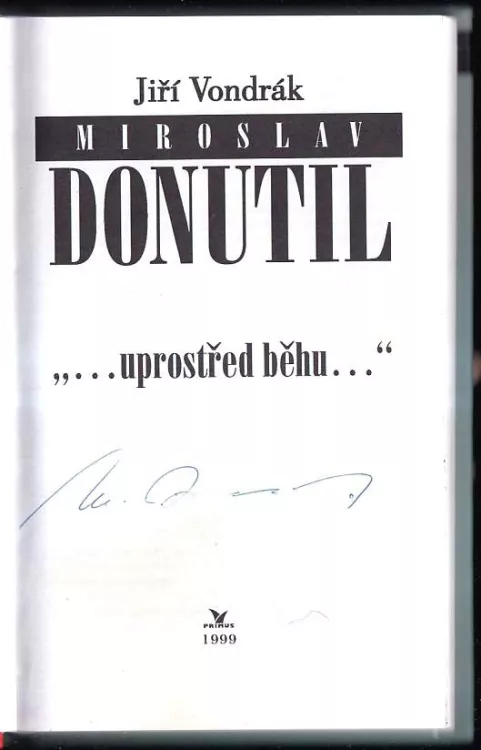 Jiří Vondrák
MIROSLAV
DONUTIL
„...uprostřed běhu...“
PRIMUS
1999